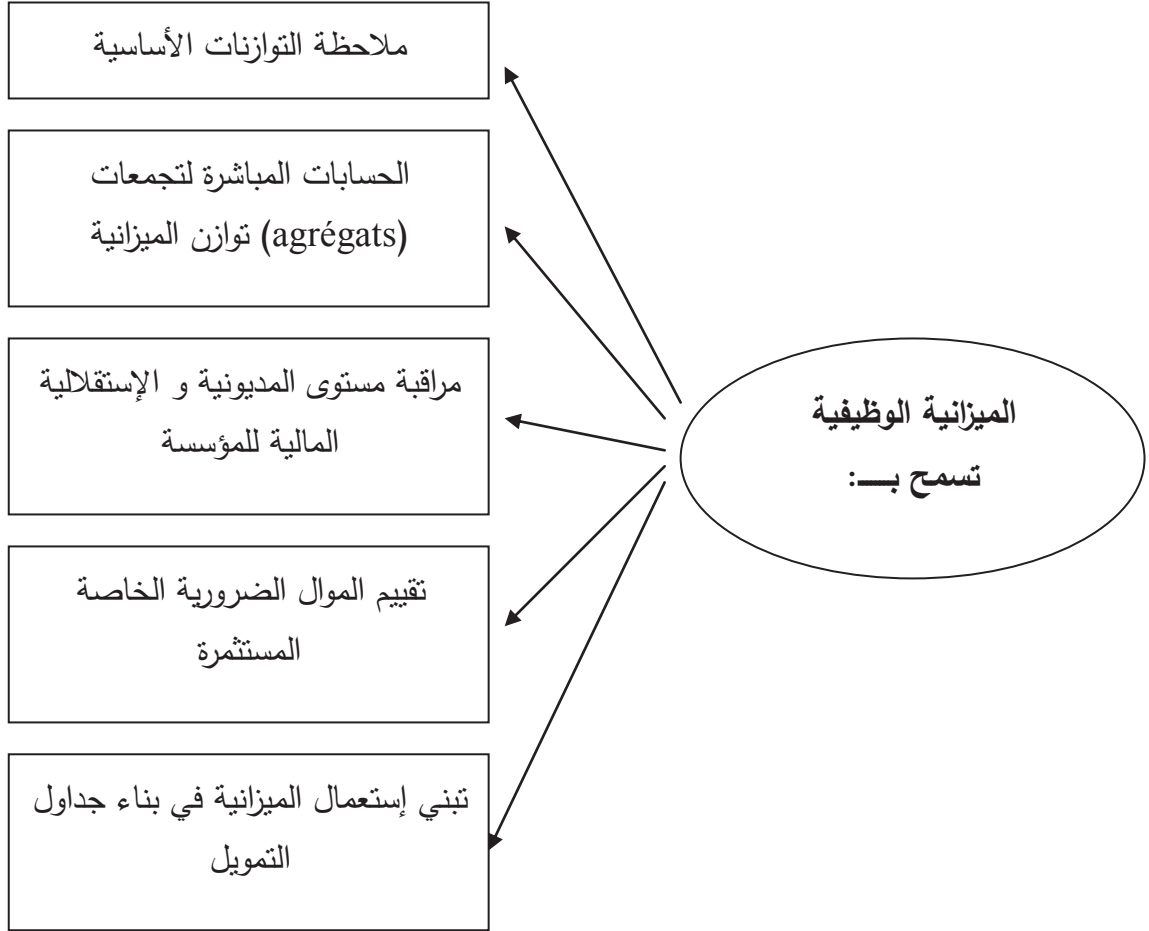 ملاحظة التوازنات الأساسية
الحسابات المباشرة لتجمعات
(agrégats) توازن الميزانية
مراقبة مستوى المديونية و الإستقلالية
المالية للمؤسسة
الميزانية الوظيفية
تسمح بــــ:
تقييم الموال الضرورية الخاصة
المستثمرة
تبني إستعمال الميزانية في بناء جداول
التمويل